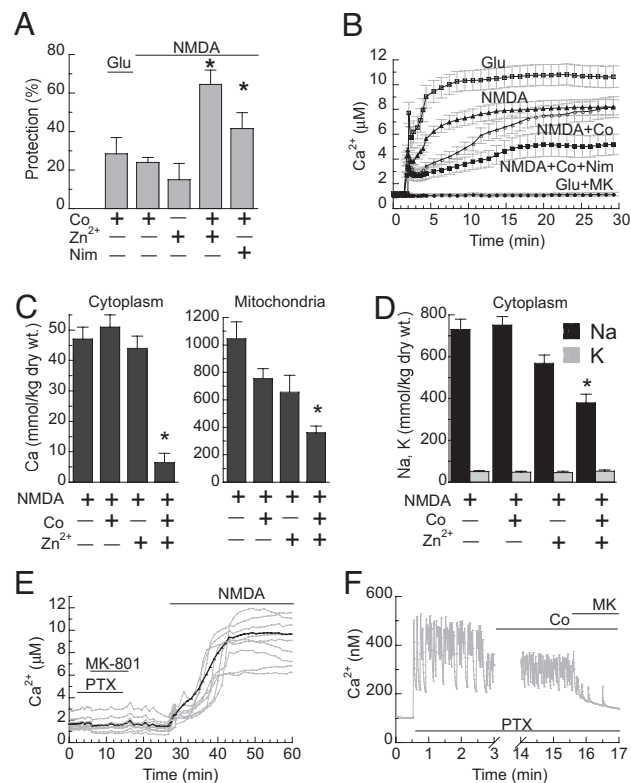 A
Glu
NMDA
Protection (%)
100
80
60
40
20
0
*
*
Co + + — + +
Zn2+ — — + + —
Nim — — — — +
B
Ca2+ (μM)
12
10
8
6
4
2
0
Glu
NMDA
NMDA+Co
NMDA+Co+Nim
Glu+MK
0 5 10 15 20 25 30
Time (min)
C
Cytoplasm
Mitochondria
Ca (mmol/kg dry wt.)
50
40
30
20
10
0
*
1200
1000
800
600
400
200
0
*
NMDA + + + + + + + +
Co — + — + — + — +
Zn2+ — — + + — — + +
D
Cytoplasm
Na
K
Na, K (mmol/kg dry wt.)
800
600
400
200
0
*
NMDA + + + +
Co — + — +
Zn2+ — — + +
E
NMDA
Ca2+ (μM)
12
10
8
6
4
2
1
MK-801
PTX
0 10 20 30 40 50 60
Time (min)
F
MK
Co
Ca2+ (nM)
600
400
200
100
PTX
1 2 3 14 15 16 17
Time (min)